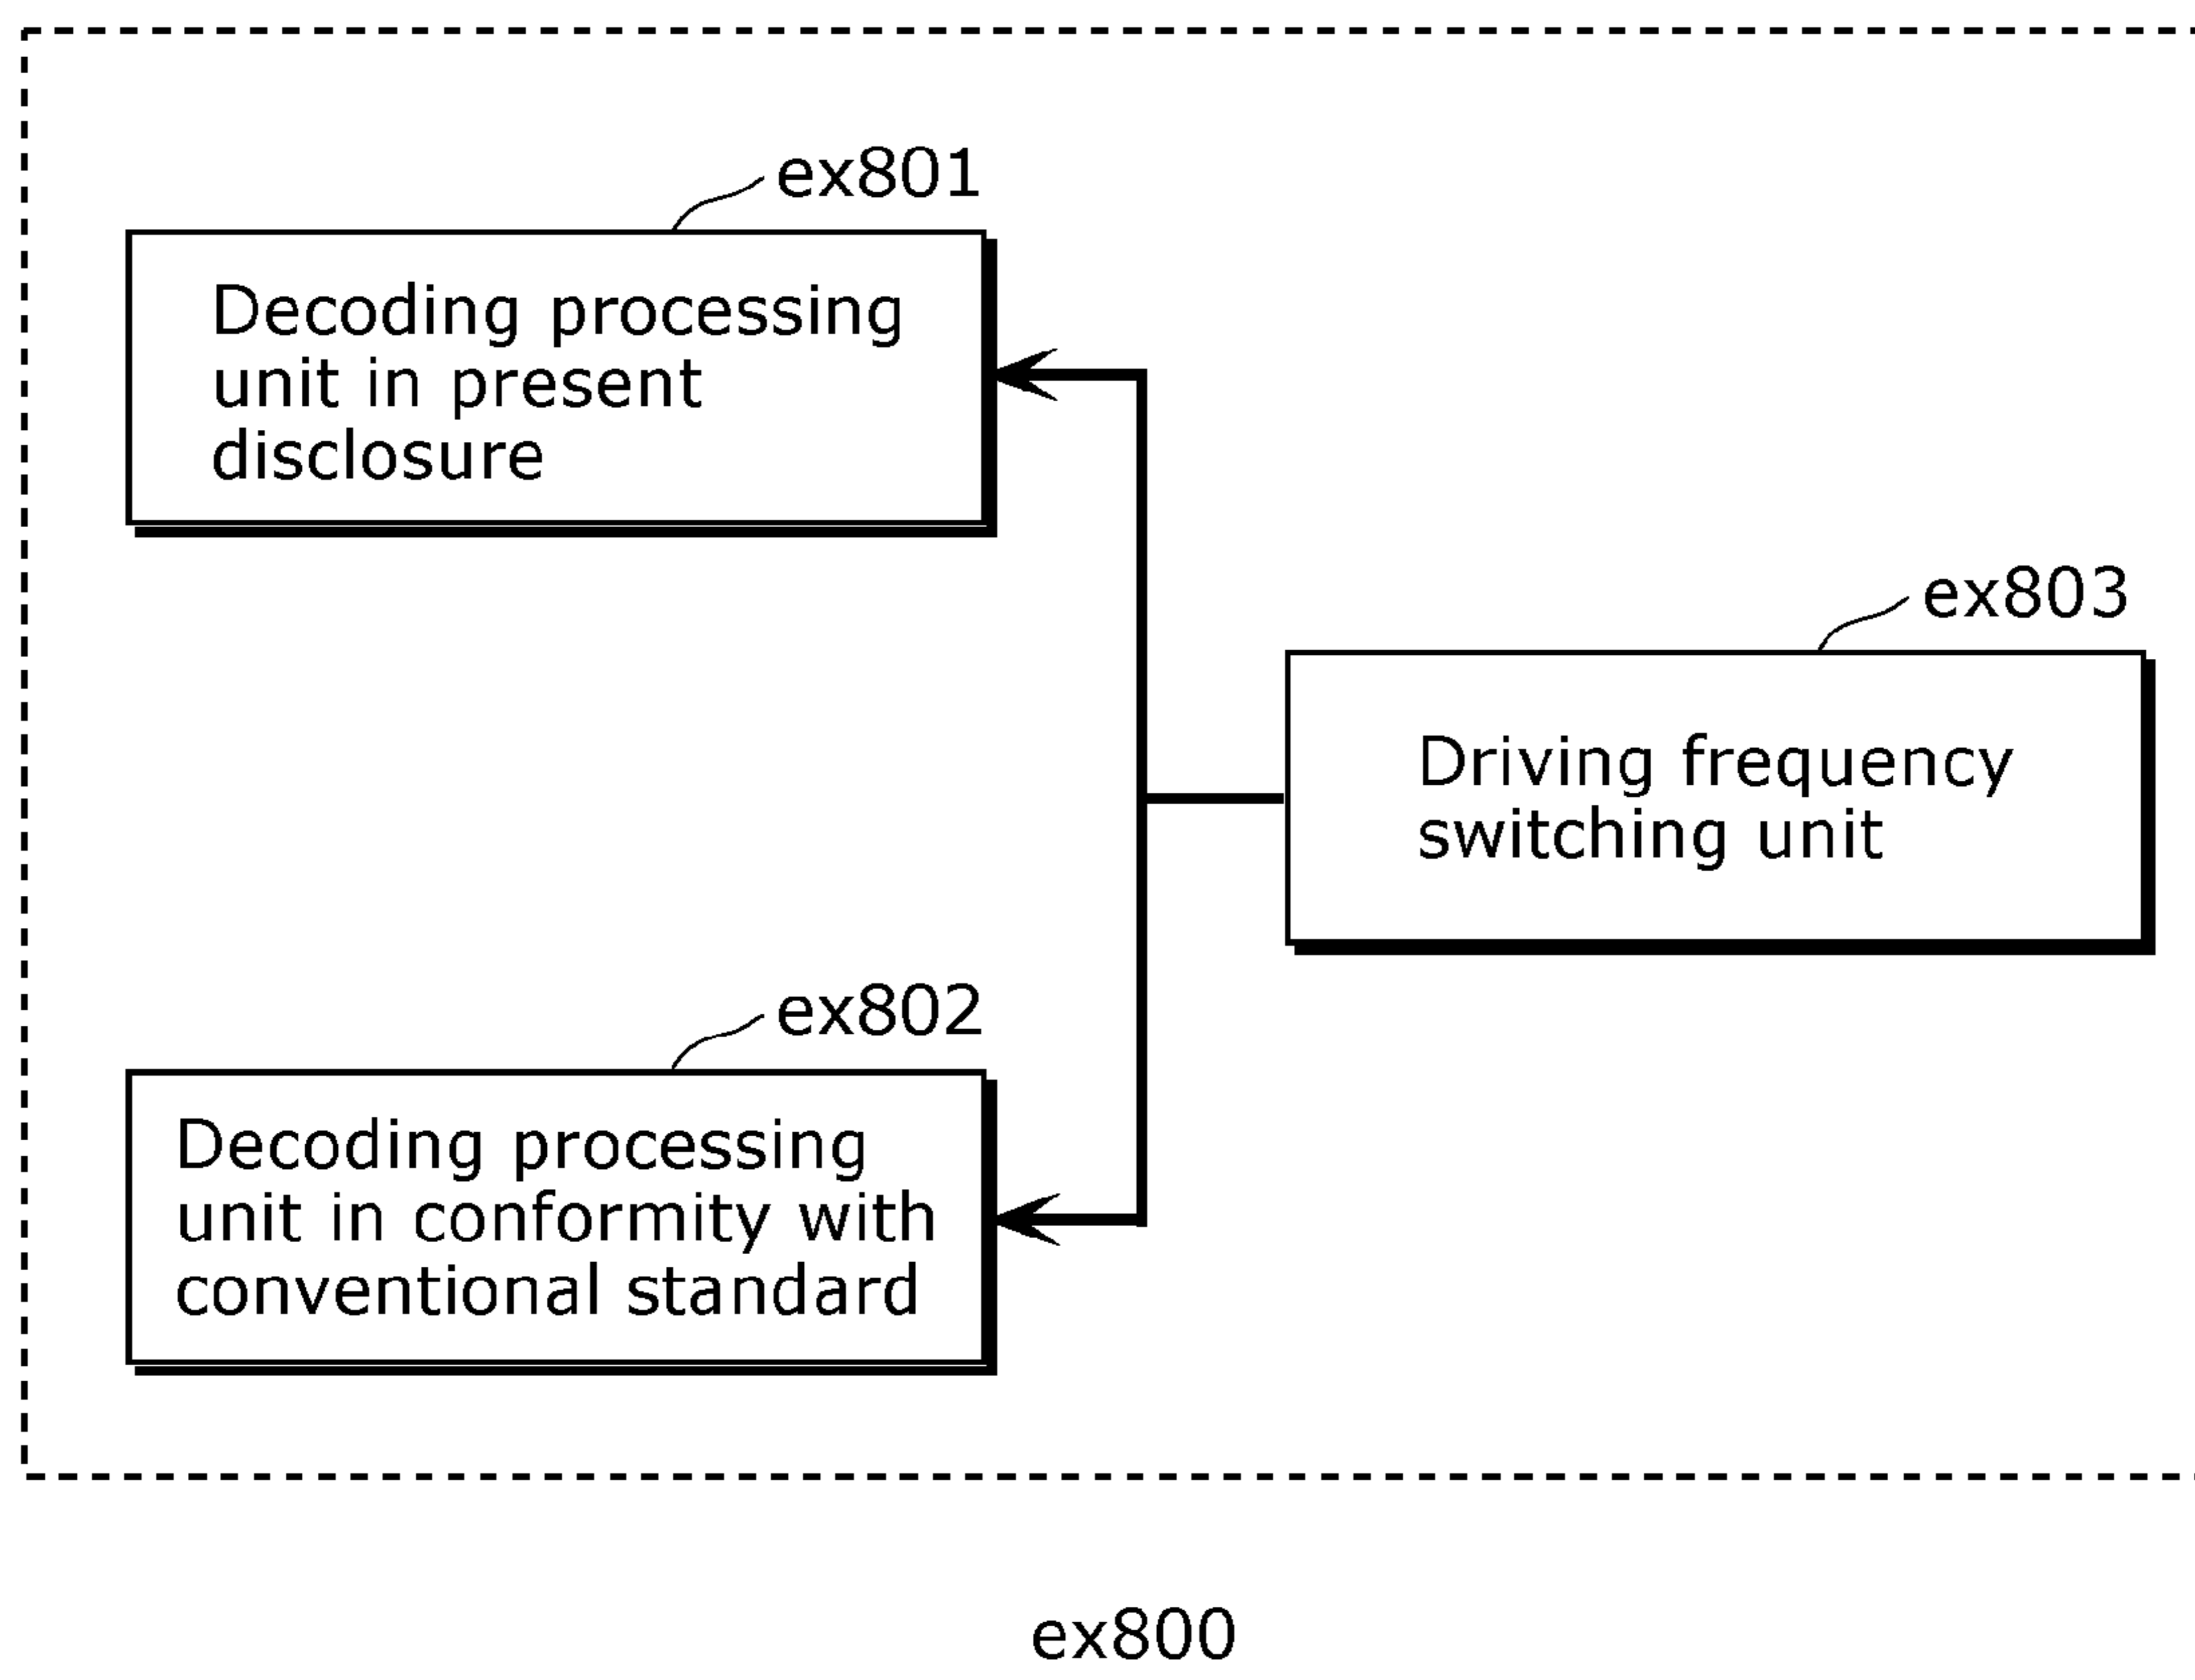 ex801
Decoding processing
unit in present
disclosure
ex803
Driving frequency
switching unit
ex802
Decoding processing
unit in conformity with
conventional standard
ex800